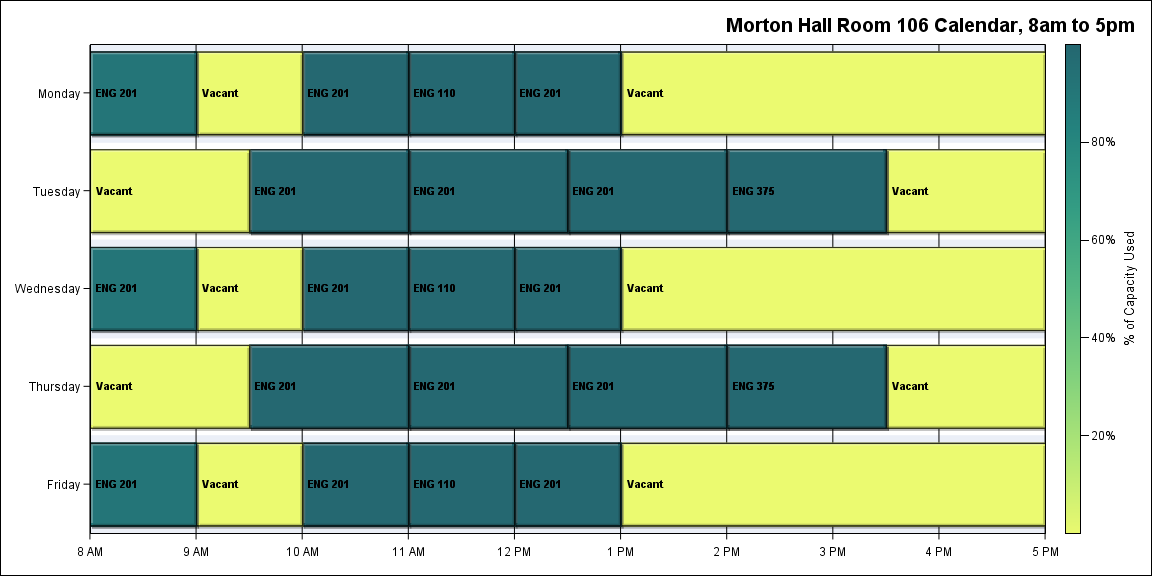 Morton Hall Room 106 Calendar, 8am to 5pm
Monday ENG 201 Vacant ENG 201 ENG 110 ENG 201 Vacant
Tuesday Vacant ENG 201 ENG 201 ENG 201 ENG 375 Vacant
Wednesday ENG 201 Vacant ENG 201 ENG 110 ENG 201 Vacant
Thursday Vacant ENG 201 ENG 201 ENG 201 ENG 375 Vacant
Friday ENG 201 Vacant ENG 201 ENG 110 ENG 201 Vacant
8 AM 9 AM 10 AM 11 AM 12 PM 1 PM 2 PM 3 PM 4 PM 5 PM
80%
60%
40%
20%
% of Capacity Used